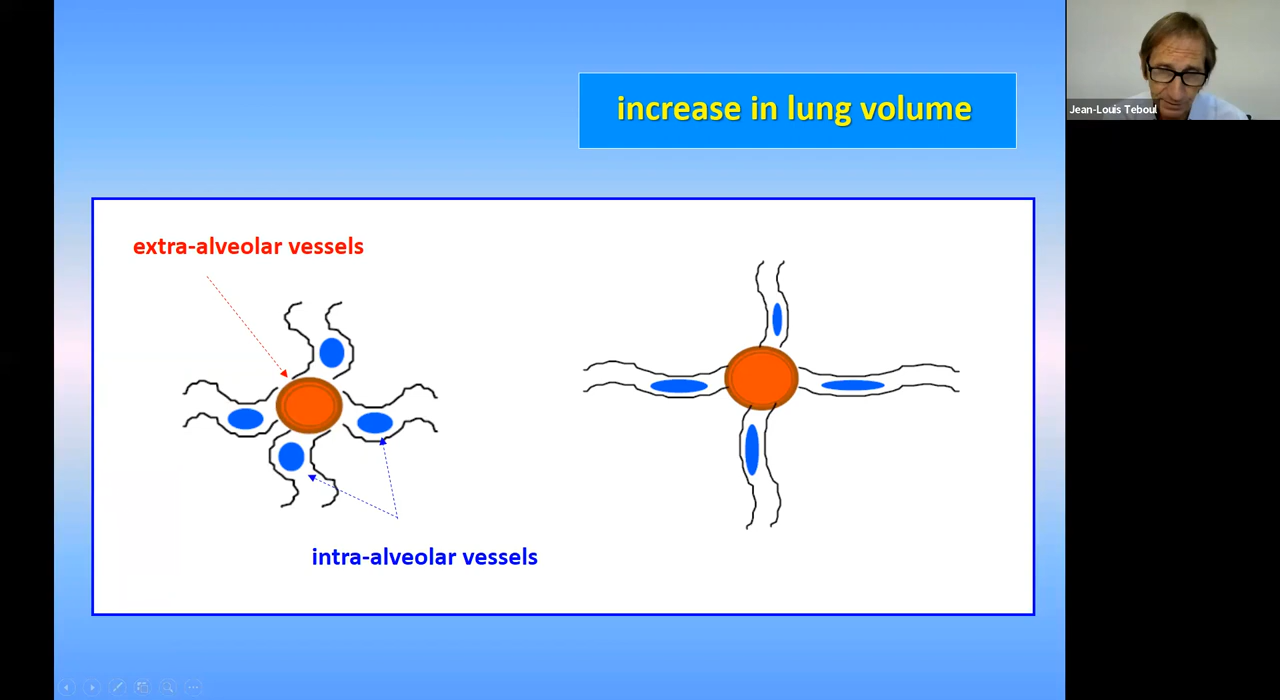 increase in lung volume
Jean-Louis Teboul
extra-alveolar vessels
intra-alveolar vessels